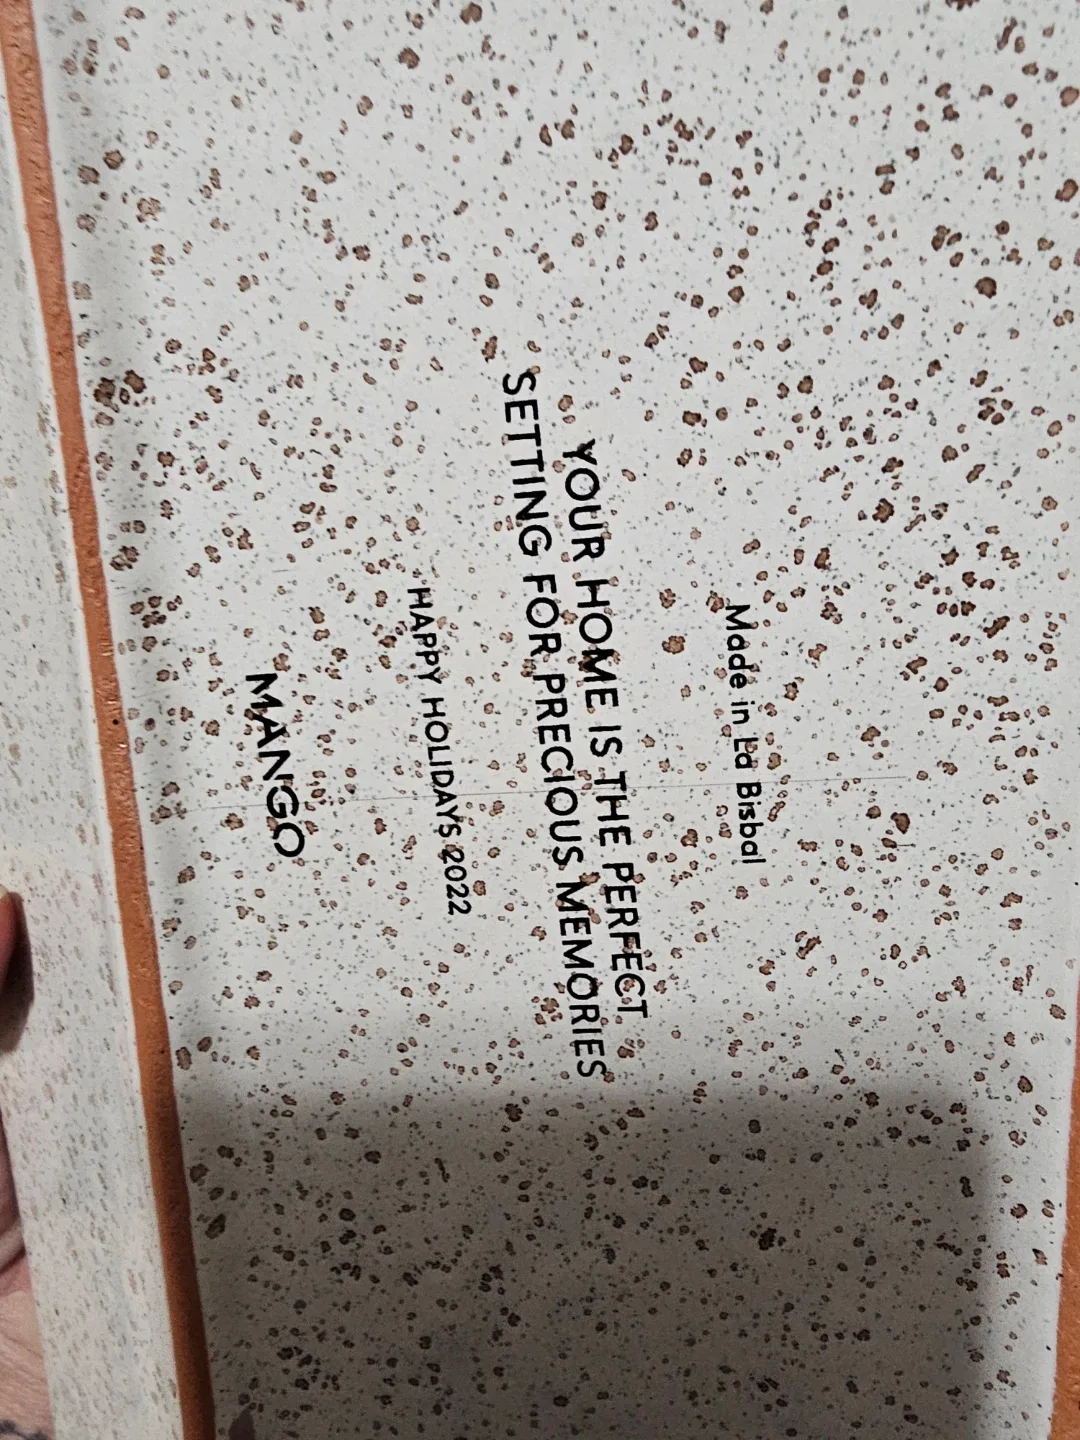 Made in La Bisbal
YOUR HOME IS THE PERFECT
SETTING FOR PRECIOUS MEMORIES
HAPPY HOLIDAYS 2022
MANGO